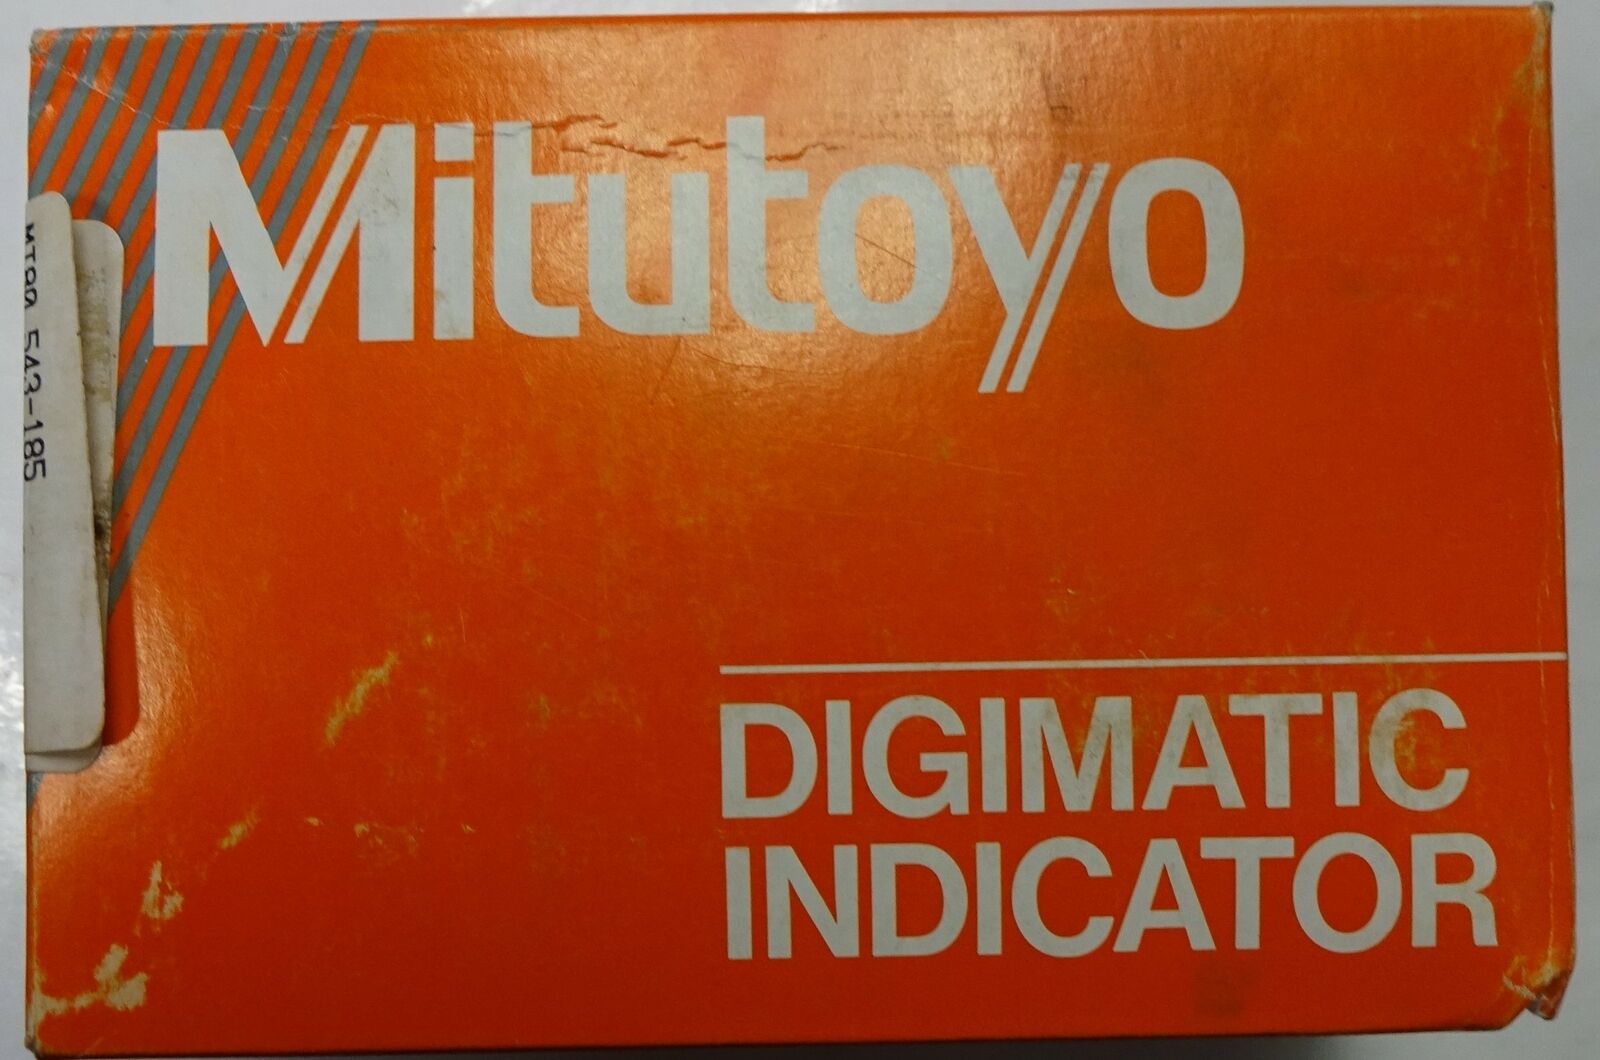 Mitutoyo
543-185
DIGIMATIC
INDICATOR